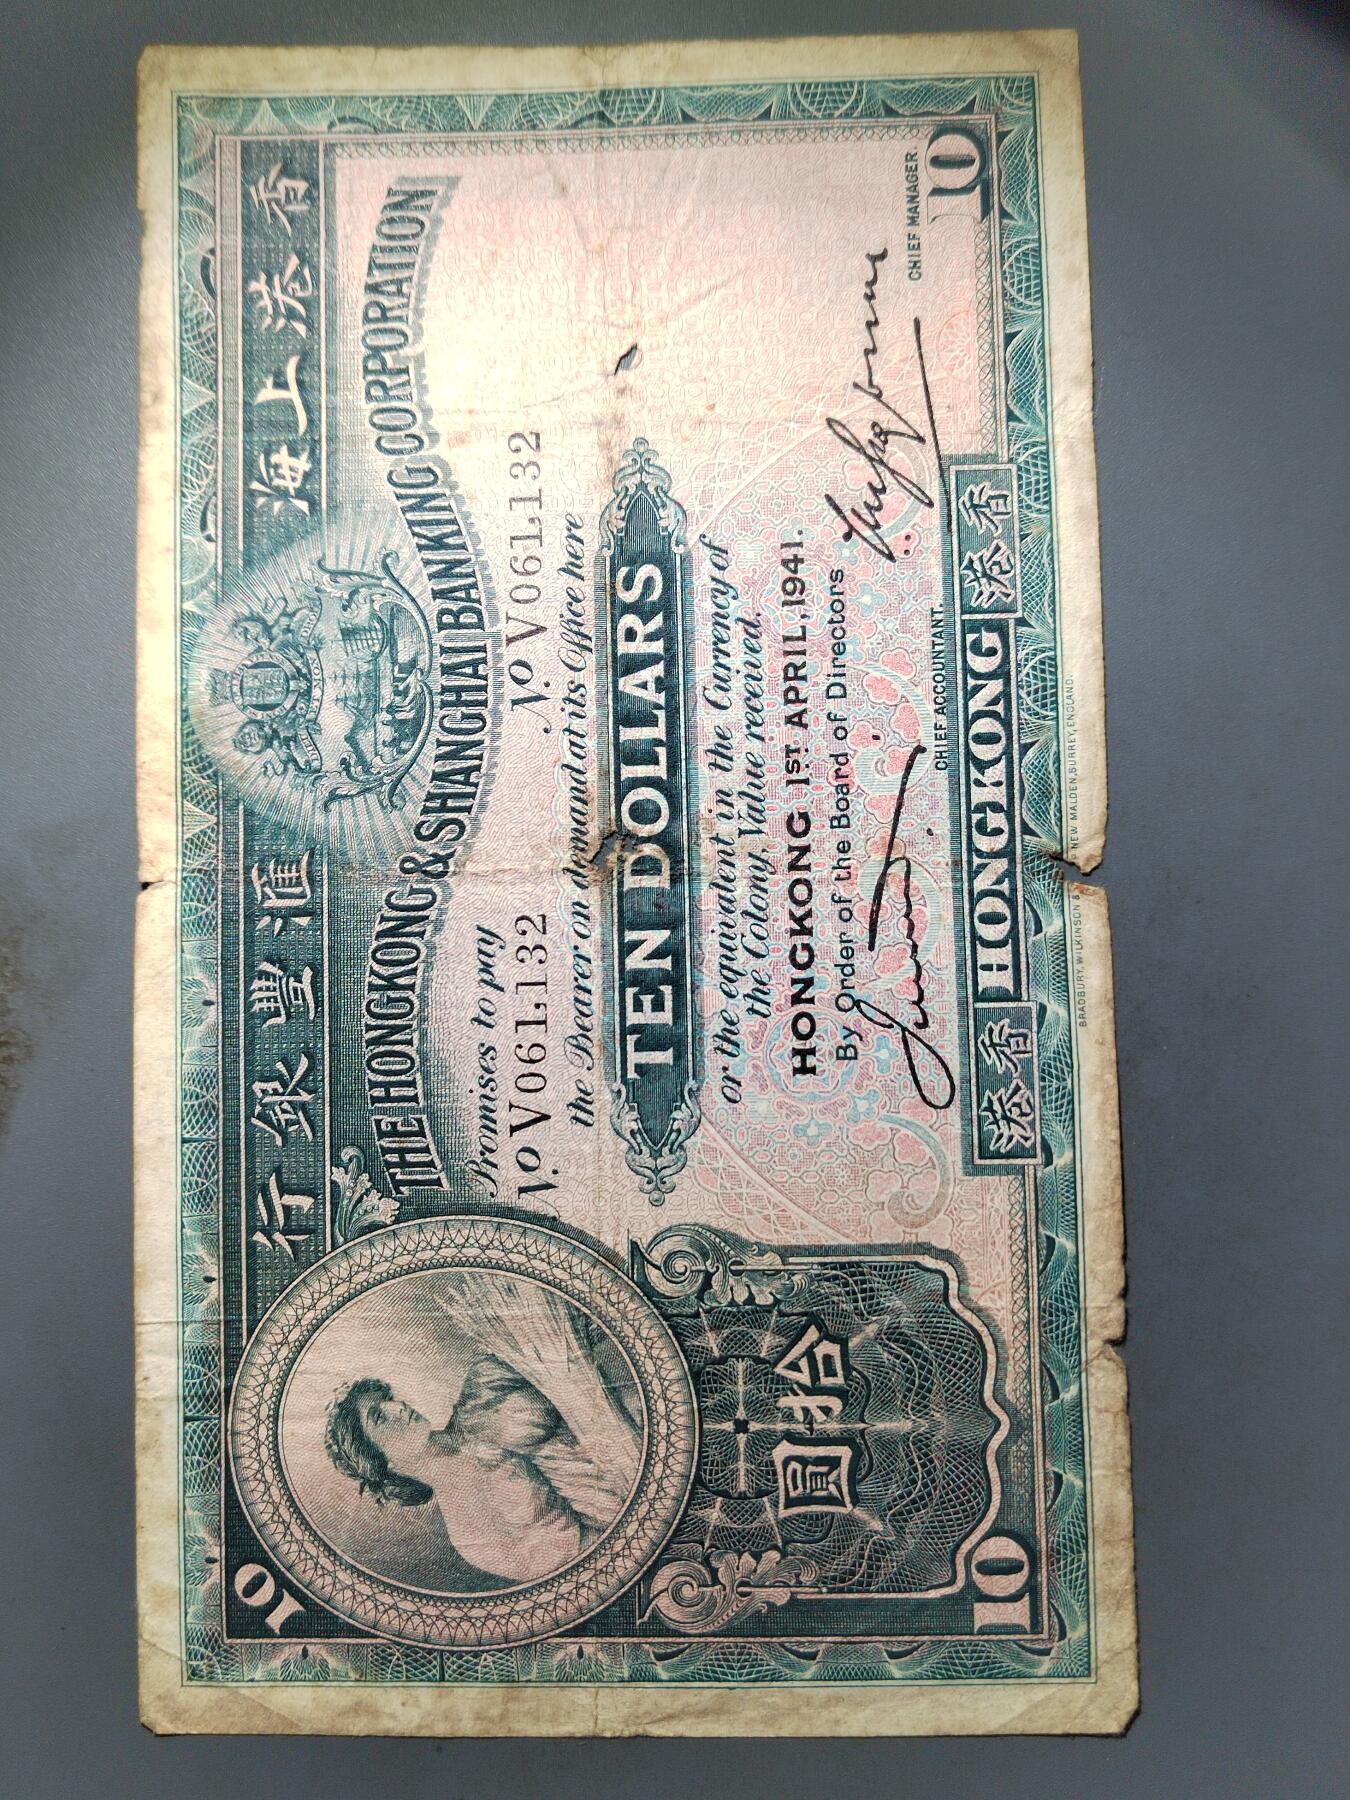 行銀豐滙 海上港香
THE HONGKONG & SHANGHAI BANKING CORPORATION
10
Promises to pay
No V061,132 No V061,132
the Bearer on demand at its Office here
TEN DOLLARS
or the equivalent in the Currency of
the Colony, Value received.
HONGKONG 1ST APRIL, 1941.
By Order of the Board of Directors
圓拾
CHIEF ACCOUNTANT.
CHIEF MANAGER.
10
港香 HONGKONG 港香
10
BRADBURY, WILKINSON & NEW MALDEN, SURREY, ENGLAND.